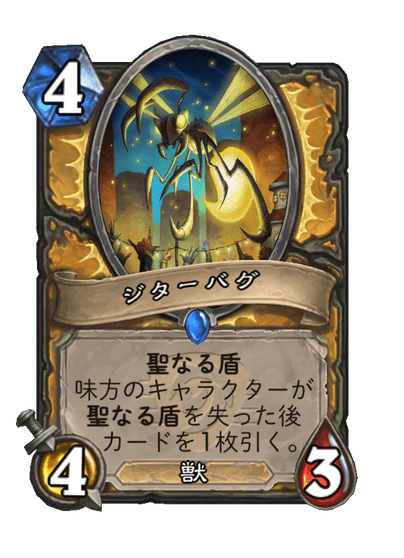 4
ジターバグ
聖なる盾
味方のキャラクターが
聖なる盾を失った後
カードを1枚引く。
4
獣
3